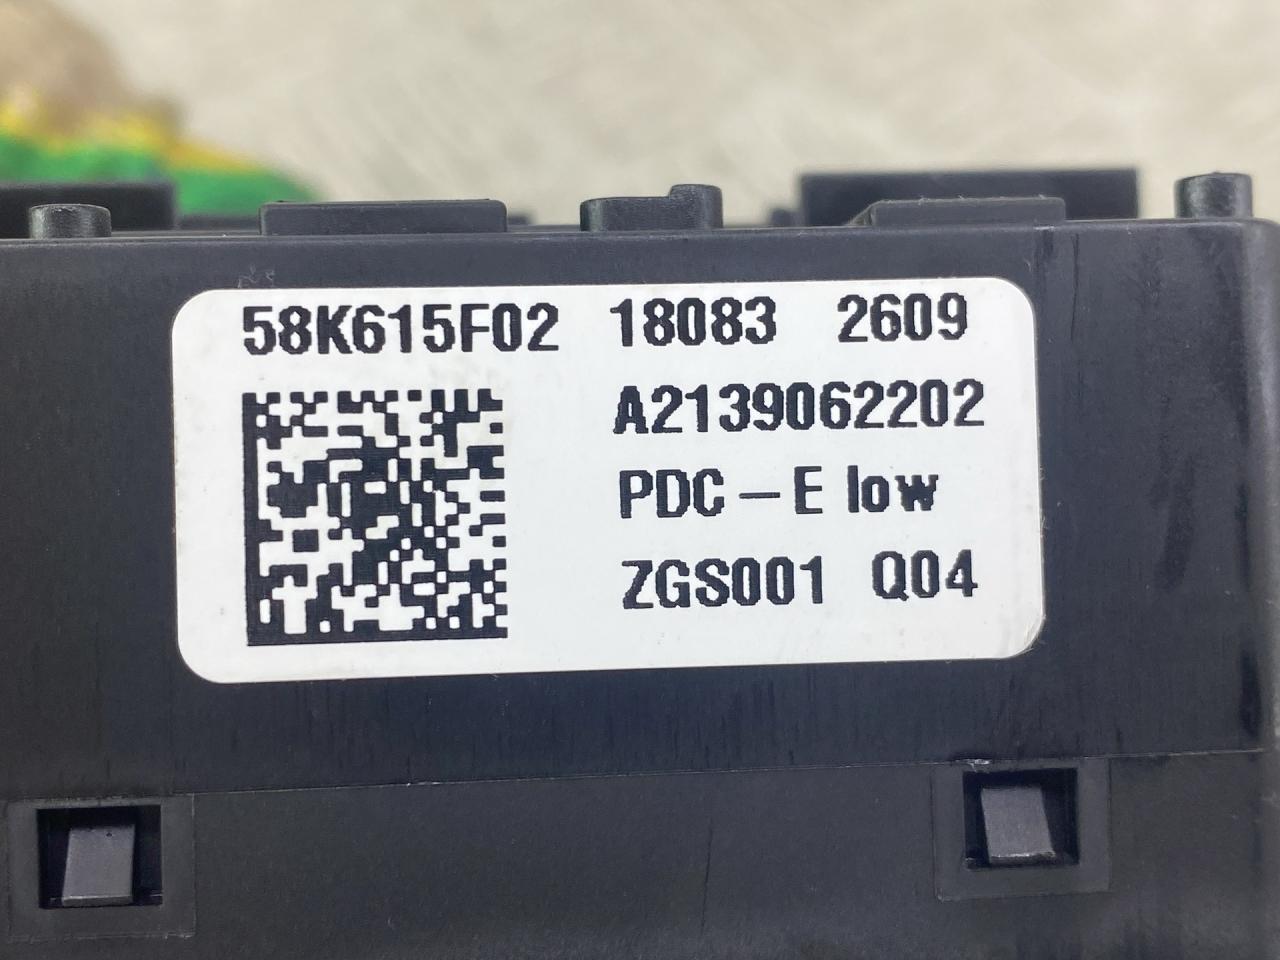 58K615F02 18083 2609
A2139062202
PDC-E low
ZGS001 Q04